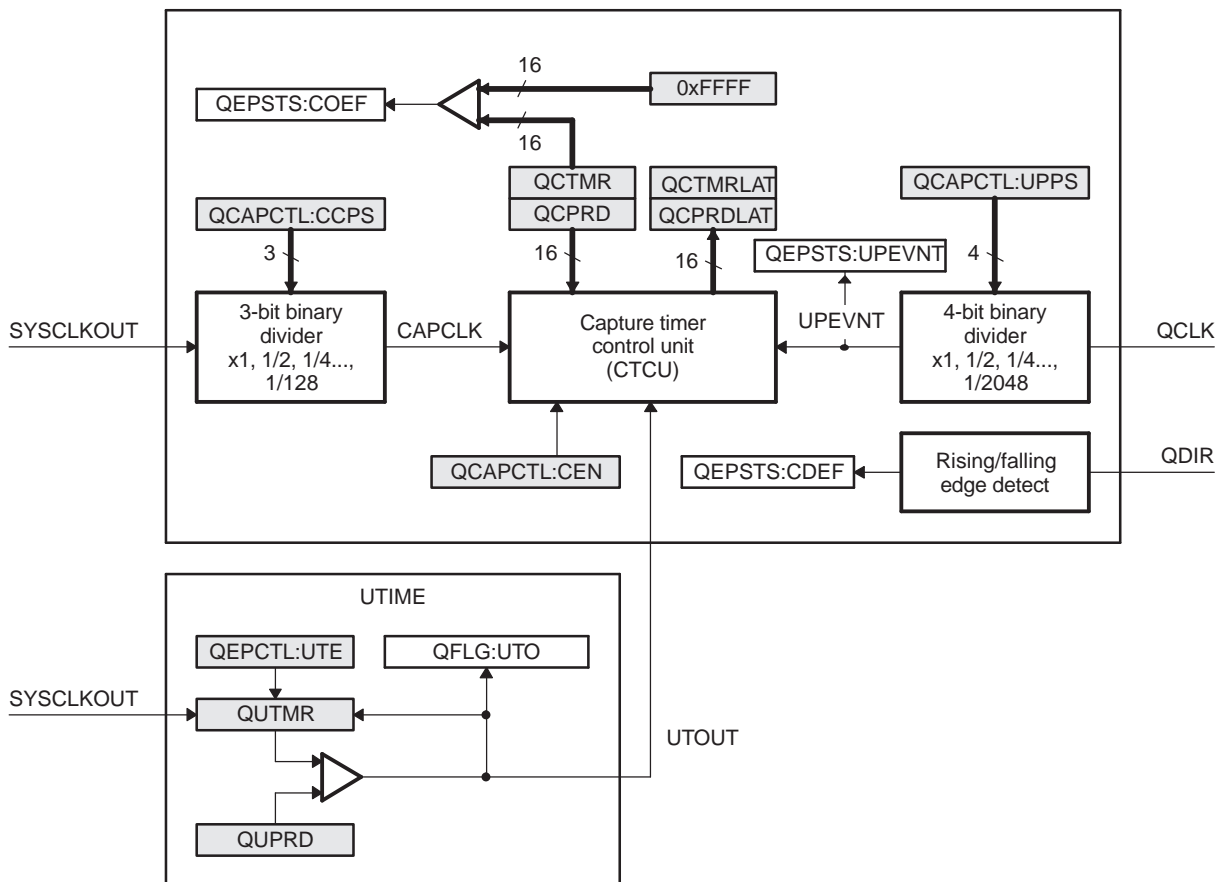 16
0xFFFF
QEPSTS:COEF
16
QCTMR
QCTMRLAT
QCAPCTL:UPPS
QCAPCTL:CCPS
QCPRD
QCPRDLAT
3
16
16
QEPSTS:UPEVNT
4
SYSCLKOUT
3-bit binary
divider
x1, 1/2, 1/4...,
1/128
CAPCLK
Capture timer
control unit
(CTCU)
UPEVNT
4-bit binary
divider
x1, 1/2, 1/4...,
1/2048
QCLK
QCAPCTL:CEN
QEPSTS:CDEF
Rising/falling
edge detect
QDIR
UTIME
QEPCTL:UTE
QFLG:UTO
SYSCLKOUT
QUTMR
UTOUT
QUPRD